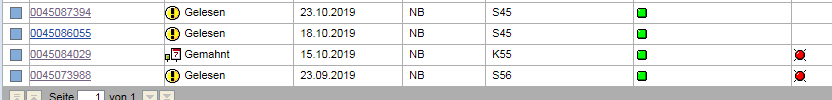 0045087394 Gelesen 23.10.2019 NB S45
0045086055 Gelesen 18.10.2019 NB S45
0045084029 Gemahnt 15.10.2019 NB K55
0045073988 Gelesen 23.09.2019 NB S56
Seite 1 von 1